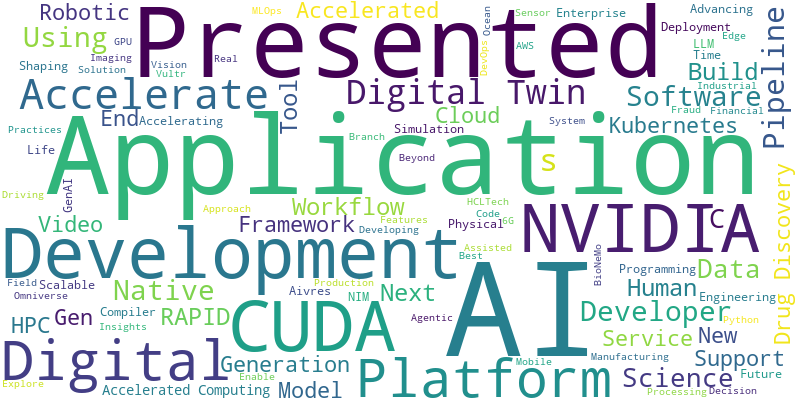 Robotic
MLOps
Accelerated
Sensor
Enterprise
Advancing
Ocean
Presented
Using
GPU
Imaging
Solution
Vision
Vultr
Real
Shaping
DevOps
AWS
Deployment
LLM
Time
Edge
Pipeline
Accelerate
Tool
Digital Twin
Build
Industrial
Software
Fraud
Financial
End
Accelerating
Cloud
Simulation
System
Kubernetes
Practices
Life
Branch
Beyond
Application
s
GenAI
Driving
Approach
Workflow
Features
HCLTech
Code
6G
Drug Discovery
Video
Framework
Developing
Physical
Assisted
Best
NVIDIA
C
Development
BioNeMo
Programming
Data
Field
Scalable
Omniverse
Native
Production
Aivres
NIM
Next
AI
Human
Engineering
HPC
Gen
Compiler
Insights
RAPID
CUDA
Agentic
Developer
Python
Service
New
Digital
Generation
Enable
Platform
Mobile
Manufacturing
Support
Future
Science
Explore
Accelerated Computing
Model
Processing
Decision